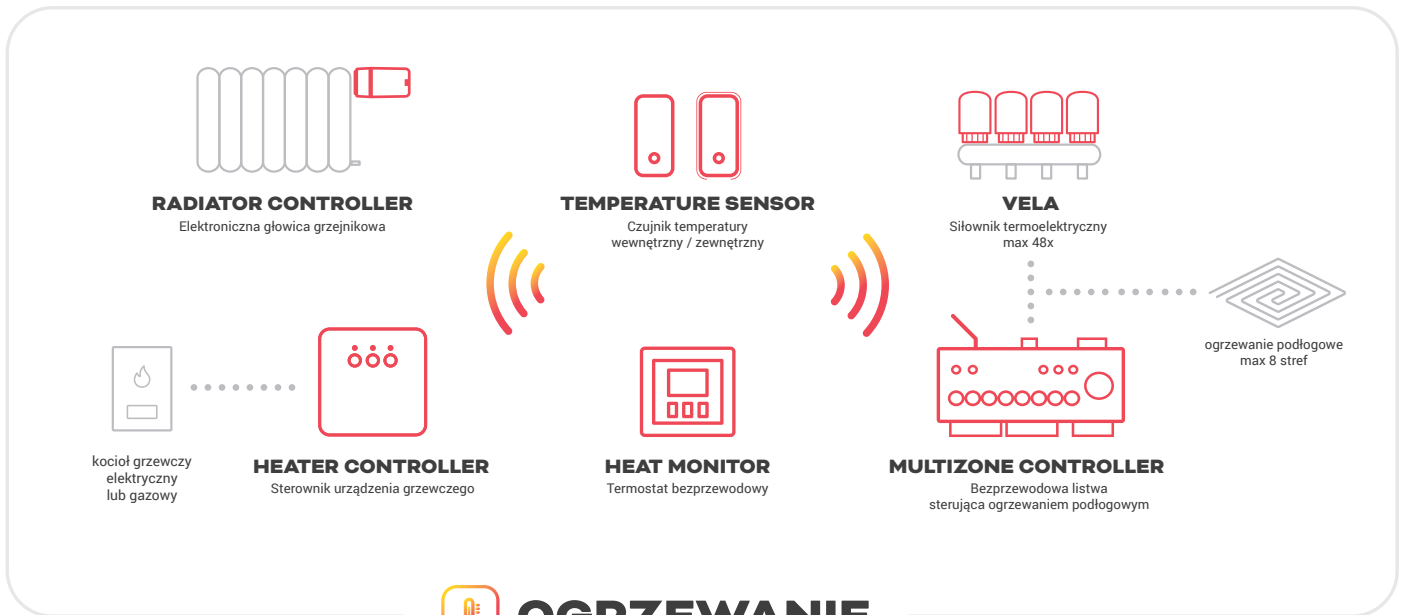 RADIATOR CONTROLLER
Elektroniczna głowica grzejnikowa
TEMPERATURE SENSOR
Czujnik temperatury
wewnętrzny / zewnętrzny
VELA
Siłownik termoelektryczny
max 48x
ogrzewanie podłogowe
max 8 stref
kocioł grzewczy
elektryczny
lub gazowy
HEATER CONTROLLER
Sterownik urządzenia grzewczego
HEAT MONITOR
Termostat bezprzewodowy
MULTIZONE CONTROLLER
Bezprzewodowa listwa
sterująca ogrzewaniem podłogowym
OGRZEWANIE